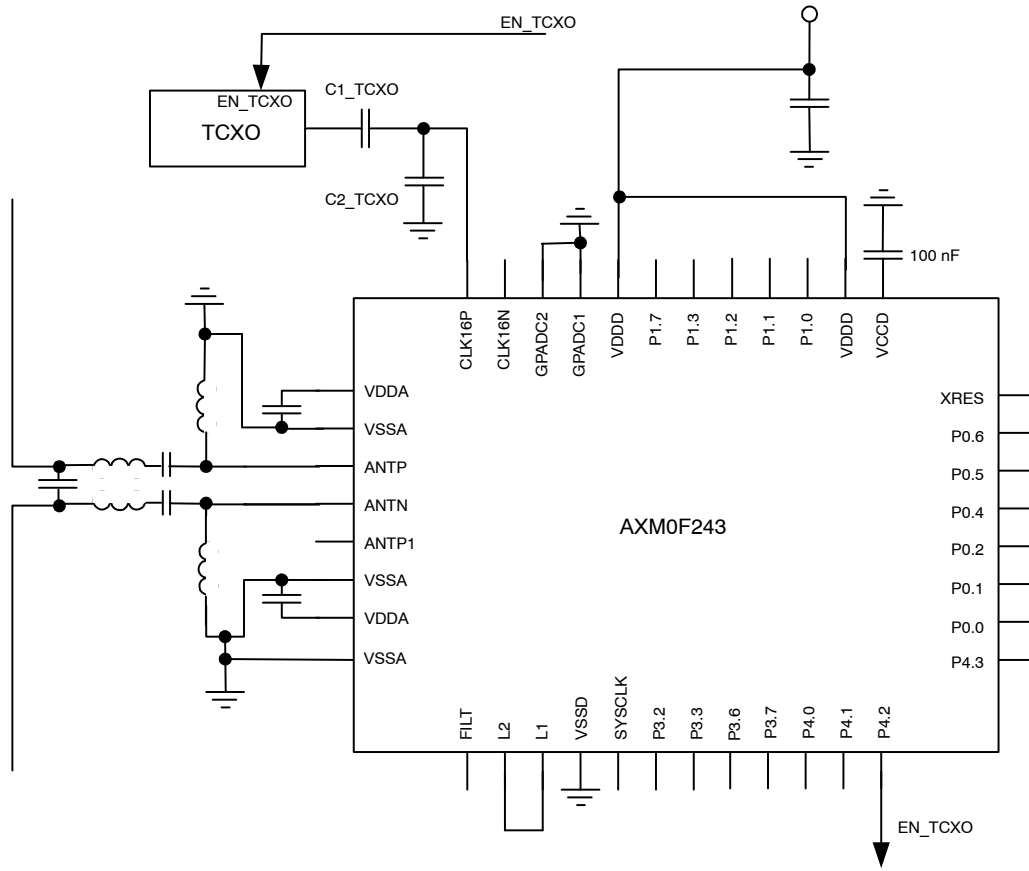 EN_TCXO
EN_TCXO
TCXO
C1_TCXO
C2_TCXO
100 nF
CLK16P
CLK16N
GPADC2
GPADC1
VDDD
P1.7
P1.3
P1.2
P1.1
P1.0
VDDD
VCCD
VDDA
VSSA
ANTP
ANTN
ANTP1
VSSA
VDDA
VSSA
AXM0F243
XRES
P0.6
P0.5
P0.4
P0.2
P0.1
P0.0
P4.3
FILT
L2
L1
VSSD
SYSCLK
P3.2
P3.3
P3.6
P3.7
P4.0
P4.1
P4.2
EN_TCXO